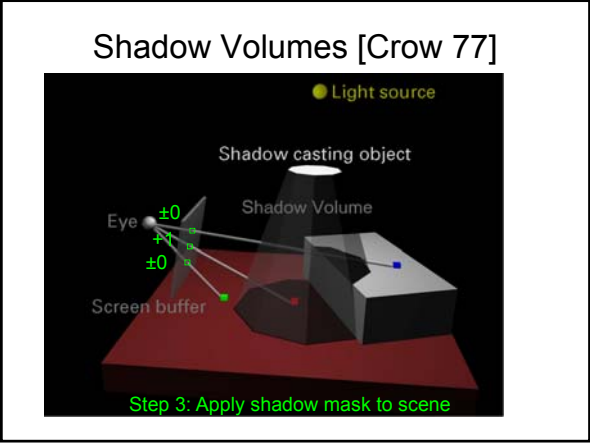 Shadow Volumes [Crow 77]
Light source
Shadow casting object
Shadow Volume
Eye
±0
+1
±0
Screen buffer
Step 3: Apply shadow mask to scene